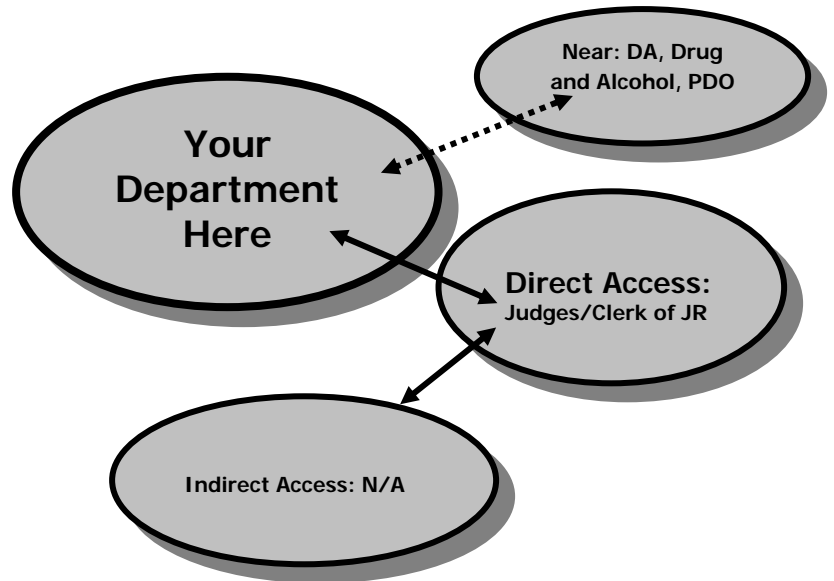 Near: DA, Drug
and Alcohol, PDO
Your
Department
Here
Direct Access:
Judges/Clerk of JR
Indirect Access: N/A